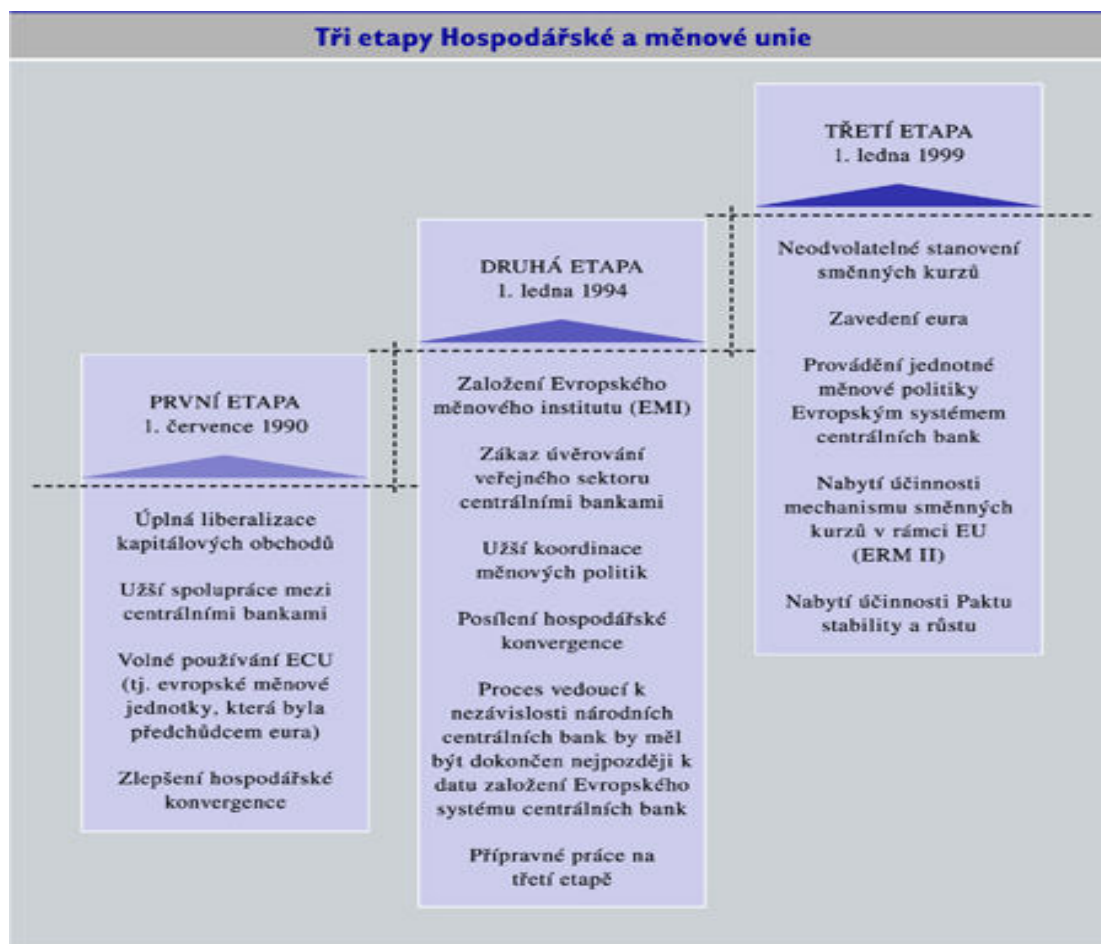 Tři etapy Hospodářské a měnové unie
PRVNÍ ETAPA
1. července 1990
Úplná liberalizace
kapitálových obchodů
Užší spolupráce mezi
centrálními bankami
Volné používání ECU
(tj. evropské měnové
jednotky, která byla
předchůdcem eura)
Zlepšení hospodářské
konvergence
DRUHÁ ETAPA
1. ledna 1994
Založení Evropského
měnového institutu (EMI)
Zákaz úvěrování
veřejného sektoru
centrálními bankami
Užší koordinace
měnových politik
Posílení hospodářské
konvergence
Proces vedoucí k
nezávislosti národních
centrálních bank by měl
být dokončen nejpozději k
datu založení Evropského
systému centrálních bank
Přípravné práce na
třetí etapě
TŘETÍ ETAPA
1. ledna 1999
Neodvolatelné stanovení
směnných kurzů
Zavedení eura
Provádění jednotné
měnové politiky
Evropským systémem
centrálních bank
Nabytí účinnosti
mechanismu směnných
kurzů v rámci EU
(ERM II)
Nabytí účinnosti Paktu
stability a růstu